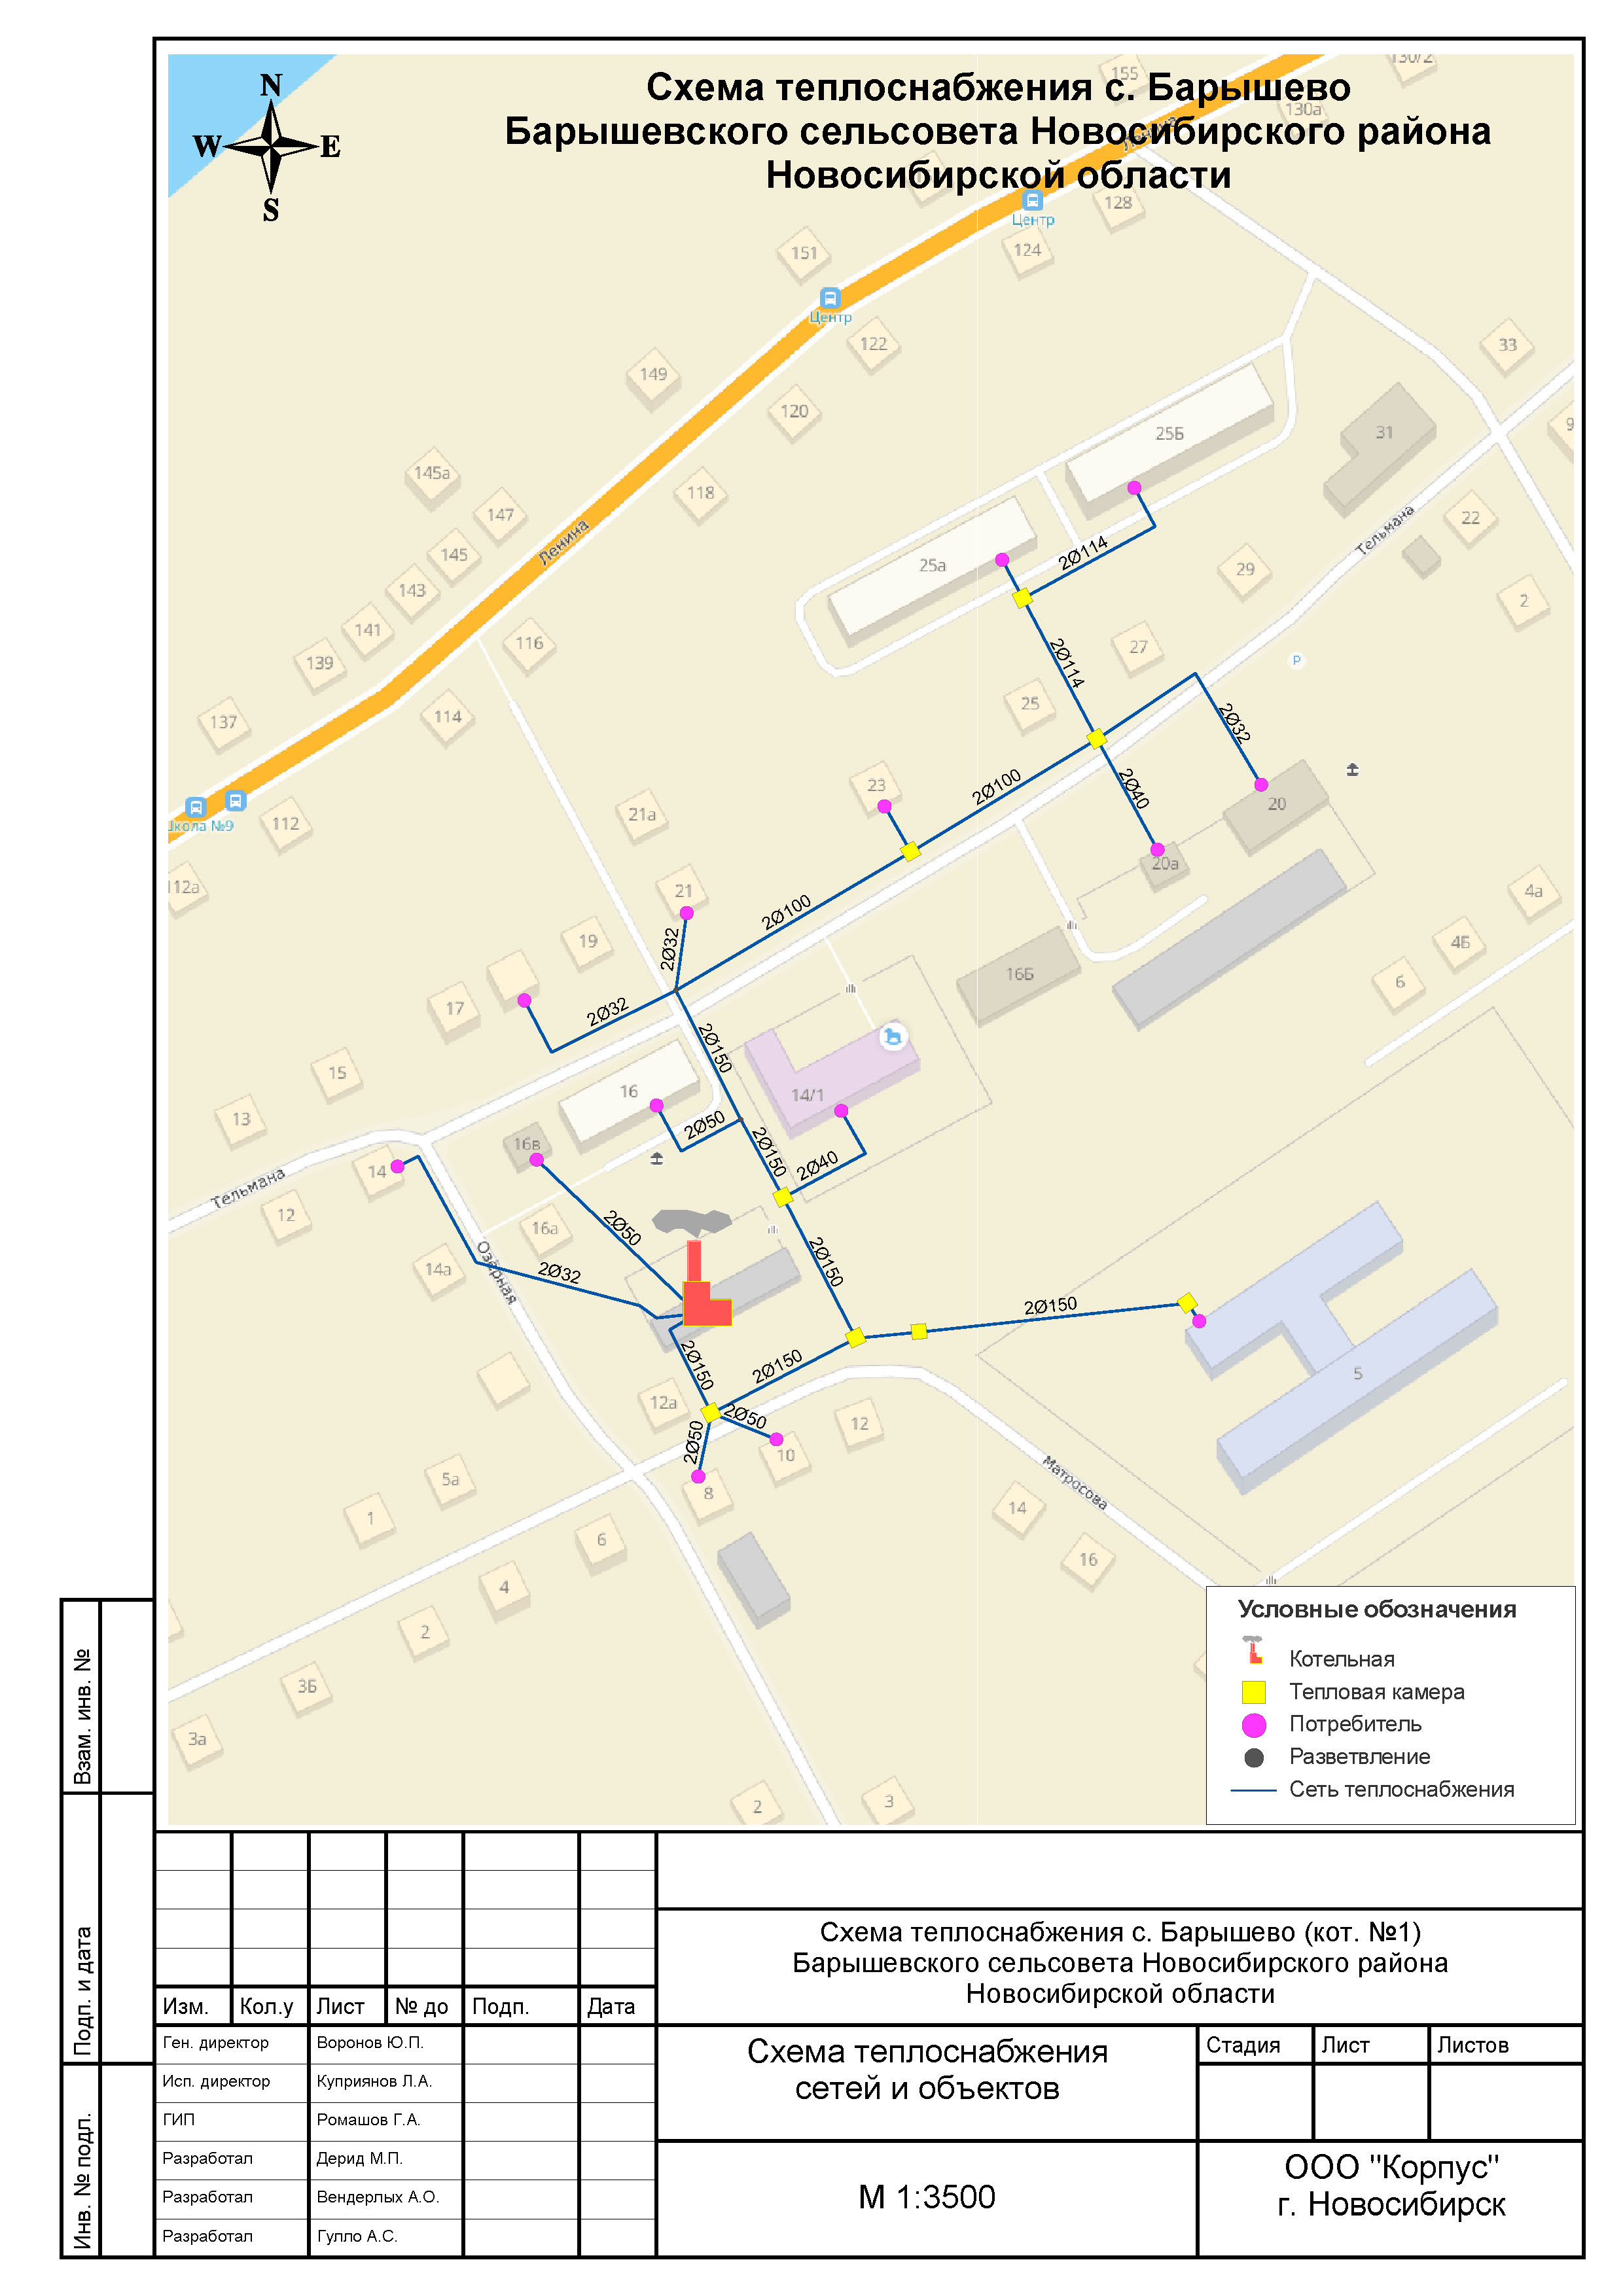 Схема теплоснабжения с. Барышево
Барышевского сельсовета Новосибирского района
Новосибирской области
N
W E
S
155
130/2
130а
Ленина
128
Центр
124
151
Центр
122
33
149
120
25Б
31
9
145а
118
147
22
Тельмана
Ленина
145
2Ø114
25а
29
143
2
141
116
27
139
2Ø114
25
114
137
2Ø32
23
2Ø100
2Ø40
20
21а
112
Школа №9
20а
112а
21
4а
2Ø100
19
2Ø32
4Б
16Б
6
17
2Ø32
2Ø150
15
16
14/1
13
2Ø50
16в
2Ø150
2Ø40
14
Тельмана
12
16а
2Ø50
2Ø150
14а
Озёрная
2Ø32
2Ø150
2Ø150
2Ø150
5
12а
2Ø50
12
2Ø50
10
Матросова
5а
8
14
1
6
16
4
2
3Б
3а
2
3
Условные обозначения
Котельная
Тепловая камера
Потребитель
Разветвление
Сеть теплоснабжения
Взам. инв. №
Подп. и дата
Инв. № подл.
Схема теплоснабжения с. Барышево (кот. №1)
Барышевского сельсовета Новосибирского района
Новосибирской области
Изм. Кол.у Лист № до Подп. Дата
Ген. директор Воронов Ю.П.
Исп. директор Куприянов Л.А.
ГИП Ромашов Г.А.
Разработал Дерид М.П.
Разработал Вендерлых А.О.
Разработал Гулло А.С.
Схема теплоснабжения
сетей и объектов
Стадия Лист Листов
М 1:3500
ООО "Корпус"
г. Новосибирск